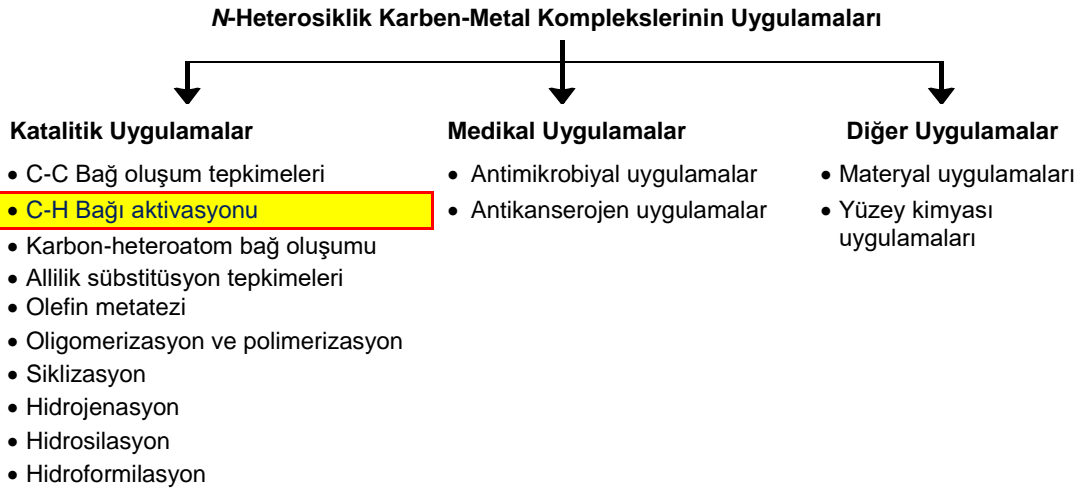 N-Heterosiklik Karben-Metal Komplekslerinin Uygulamaları
Katalitik Uygulamalar
• C-C Bağ oluşum tepkimeleri
• C-H Bağı aktivasyonu
• Karbon-heteroatom bağ oluşumu
• Allilik sübstitüsyon tepkimeleri
• Olefin metatezi
• Oligomerizasyon ve polimerizasyon
• Siklizasyon
• Hidrojenasyon
• Hidrosilasyon
• Hidroformilasyon
Medikal Uygulamalar
• Antimikrobiyal uygulamalar
• Antikanserojen uygulamalar
Diğer Uygulamalar
• Materyal uygulamaları
• Yüzey kimyası
uygulamaları